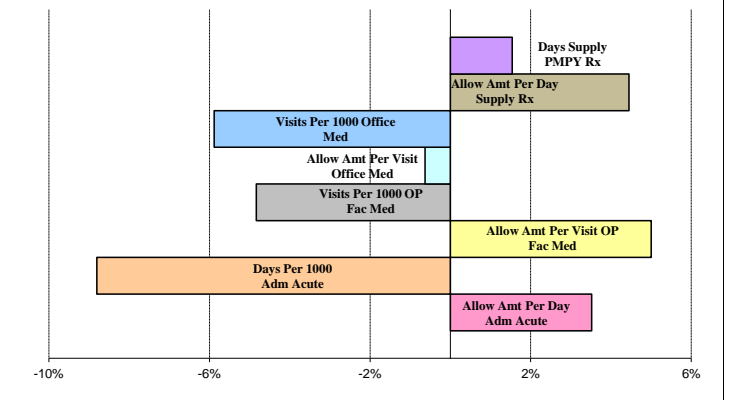 Days Supply
PMPY Rx
Allow Amt Per Day
Supply Rx
Visits Per 1000 Office
Med
Allow Amt Per Visit
Office Med
Visits Per 1000 OP
Fac Med
Allow Amt Per Visit OP
Fac Med
Days Per 1000
Adm Acute
Allow Amt Per Day
Adm Acute
-10% -6% -2% 2% 6%